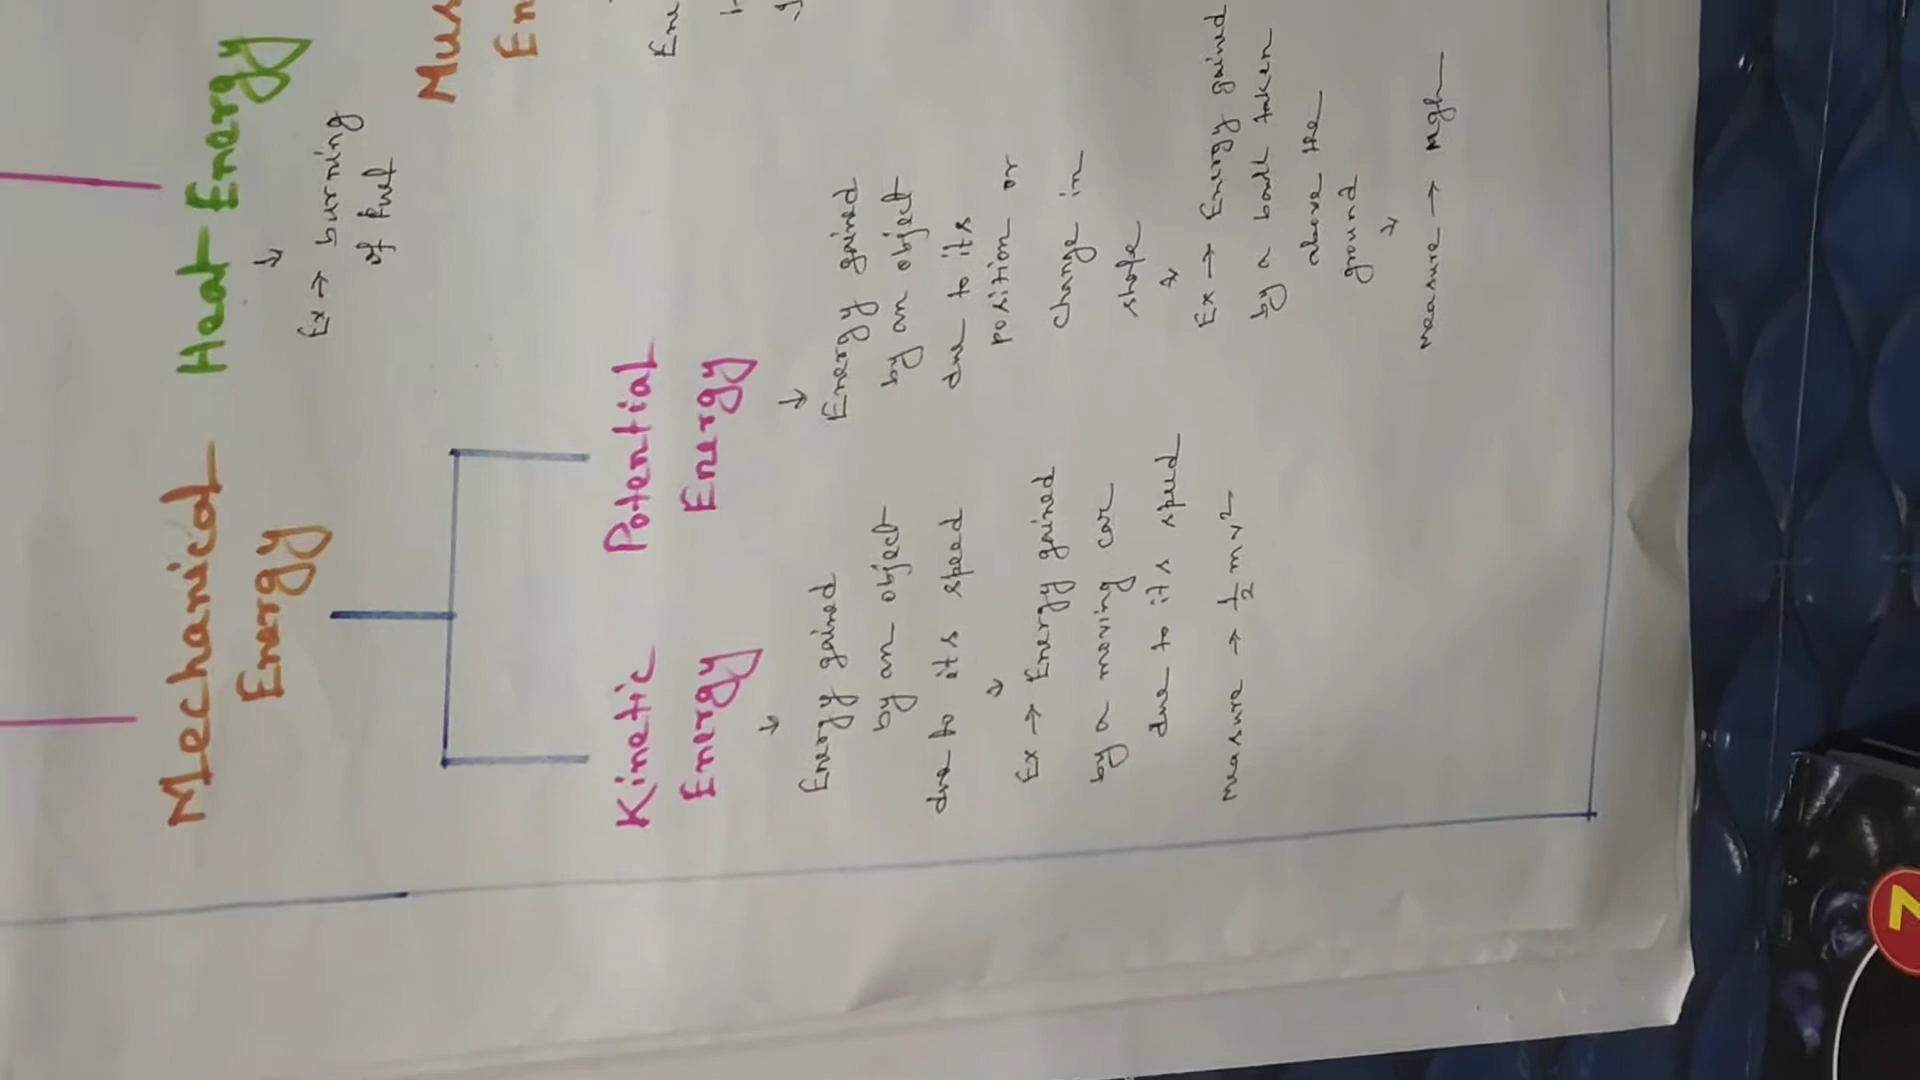 Mechanical
Energy
Heat Energy
↓
Ex → burning
of fuel
Mus
En
Ene
Kinetic
Energy
↓
Energy gained
by an object
due to its speed
↓
Ex → Energy gained
by a moving car
due to its speed
measure → ½ mv²
Potential
Energy
↓
Energy gained
by an object
due to its
position or
change in
shape
↓
Ex → Energy gained
by a ball taken
above the
ground
↓
measure → mgh
Z